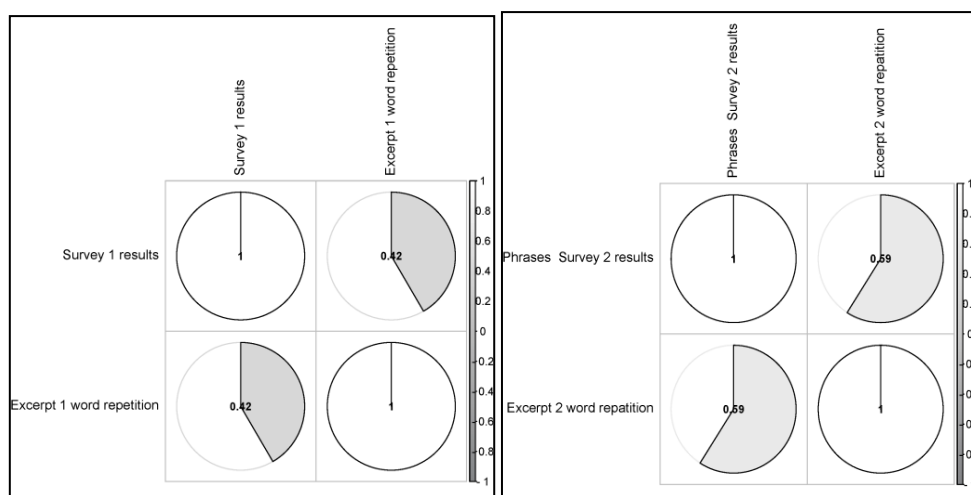 Survey 1 results
Excerpt 1 word repetition
Survey 1 results
1
0.42
Excerpt 1 word repetition
0.42
1
1
0.8
0.6
0.4
0.2
0
-0.2
-0.4
-0.6
-0.8
-1
Phrases Survey 2 results
Excerpt 2 word repatition
Phrases Survey 2 results
1
0.59
Excerpt 2 word repatition
0.59
1